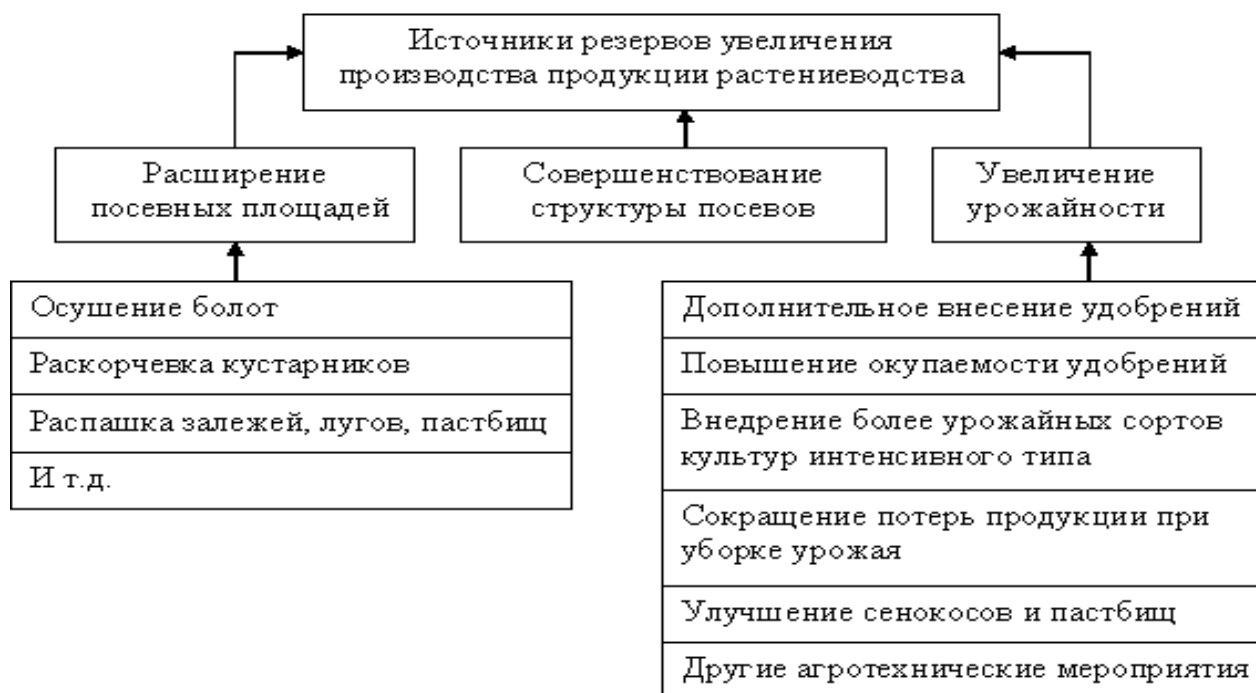 Источники резервов увеличения
производства продукции растениеводства
Расширение
посевных площадей
Совершенствование
структуры посевов
Увеличение
урожайности
Осушение болот
Раскорчевка кустарников
Распашка залежей, лугов, пастбищ
И т.д.
Дополнительное внесение удобрений
Повышение окупаемости удобрений
Внедрение более урожайных сортов
культур интенсивного типа
Сокращение потерь продукции при
уборке урожая
Улучшение сенокосов и пастбищ
Другие агротехнические мероприятия